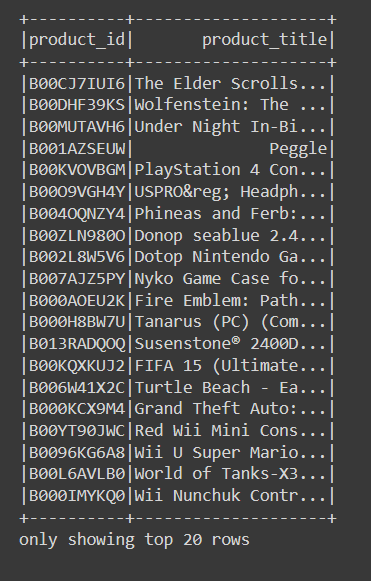 +----------+--------------------+
|product_id|       product_title|
+----------+--------------------+
|B00CJ7IUI6|The Elder Scrolls...|
|B00DHF39KS|Wolfenstein: The ...|
|B00MUTAVH6|Under Night In-Bi...|
|B001AZSEUW|              Peggle|
|B00KVOVBGM|PlayStation 4 Con...|
|B00O9VGH4Y|USPRO&reg; Headph...|
|B004OQNZY4|Phineas and Ferb:...|
|B00ZLN980O|Donop seablue 2.4...|
|B002L8W5V6|Dotop Nintendo Ga...|
|B007AJZ5PY|Nyko Game Case fo...|
|B000AOEU2K|Fire Emblem: Path...|
|B000H8BW7U|Tanarus (PC) (Com...|
|B013RADQOQ|Susenstone® 2400D...|
|B00KQXKUJ2|FIFA 15 (Ultimate...|
|B006W41X2C|Turtle Beach - Ea...|
|B000KCX9M4|Grand Theft Auto:...|
|B00YT90JWC|Red Wii Mini Cons...|
|B0096KG6A8|Wii U Super Mario...|
|B00L6AVLB0|World of Tanks-X3...|
|B000IMYKQ0|Wii Nunchuk Contr...|
+----------+--------------------+
only showing top 20 rows